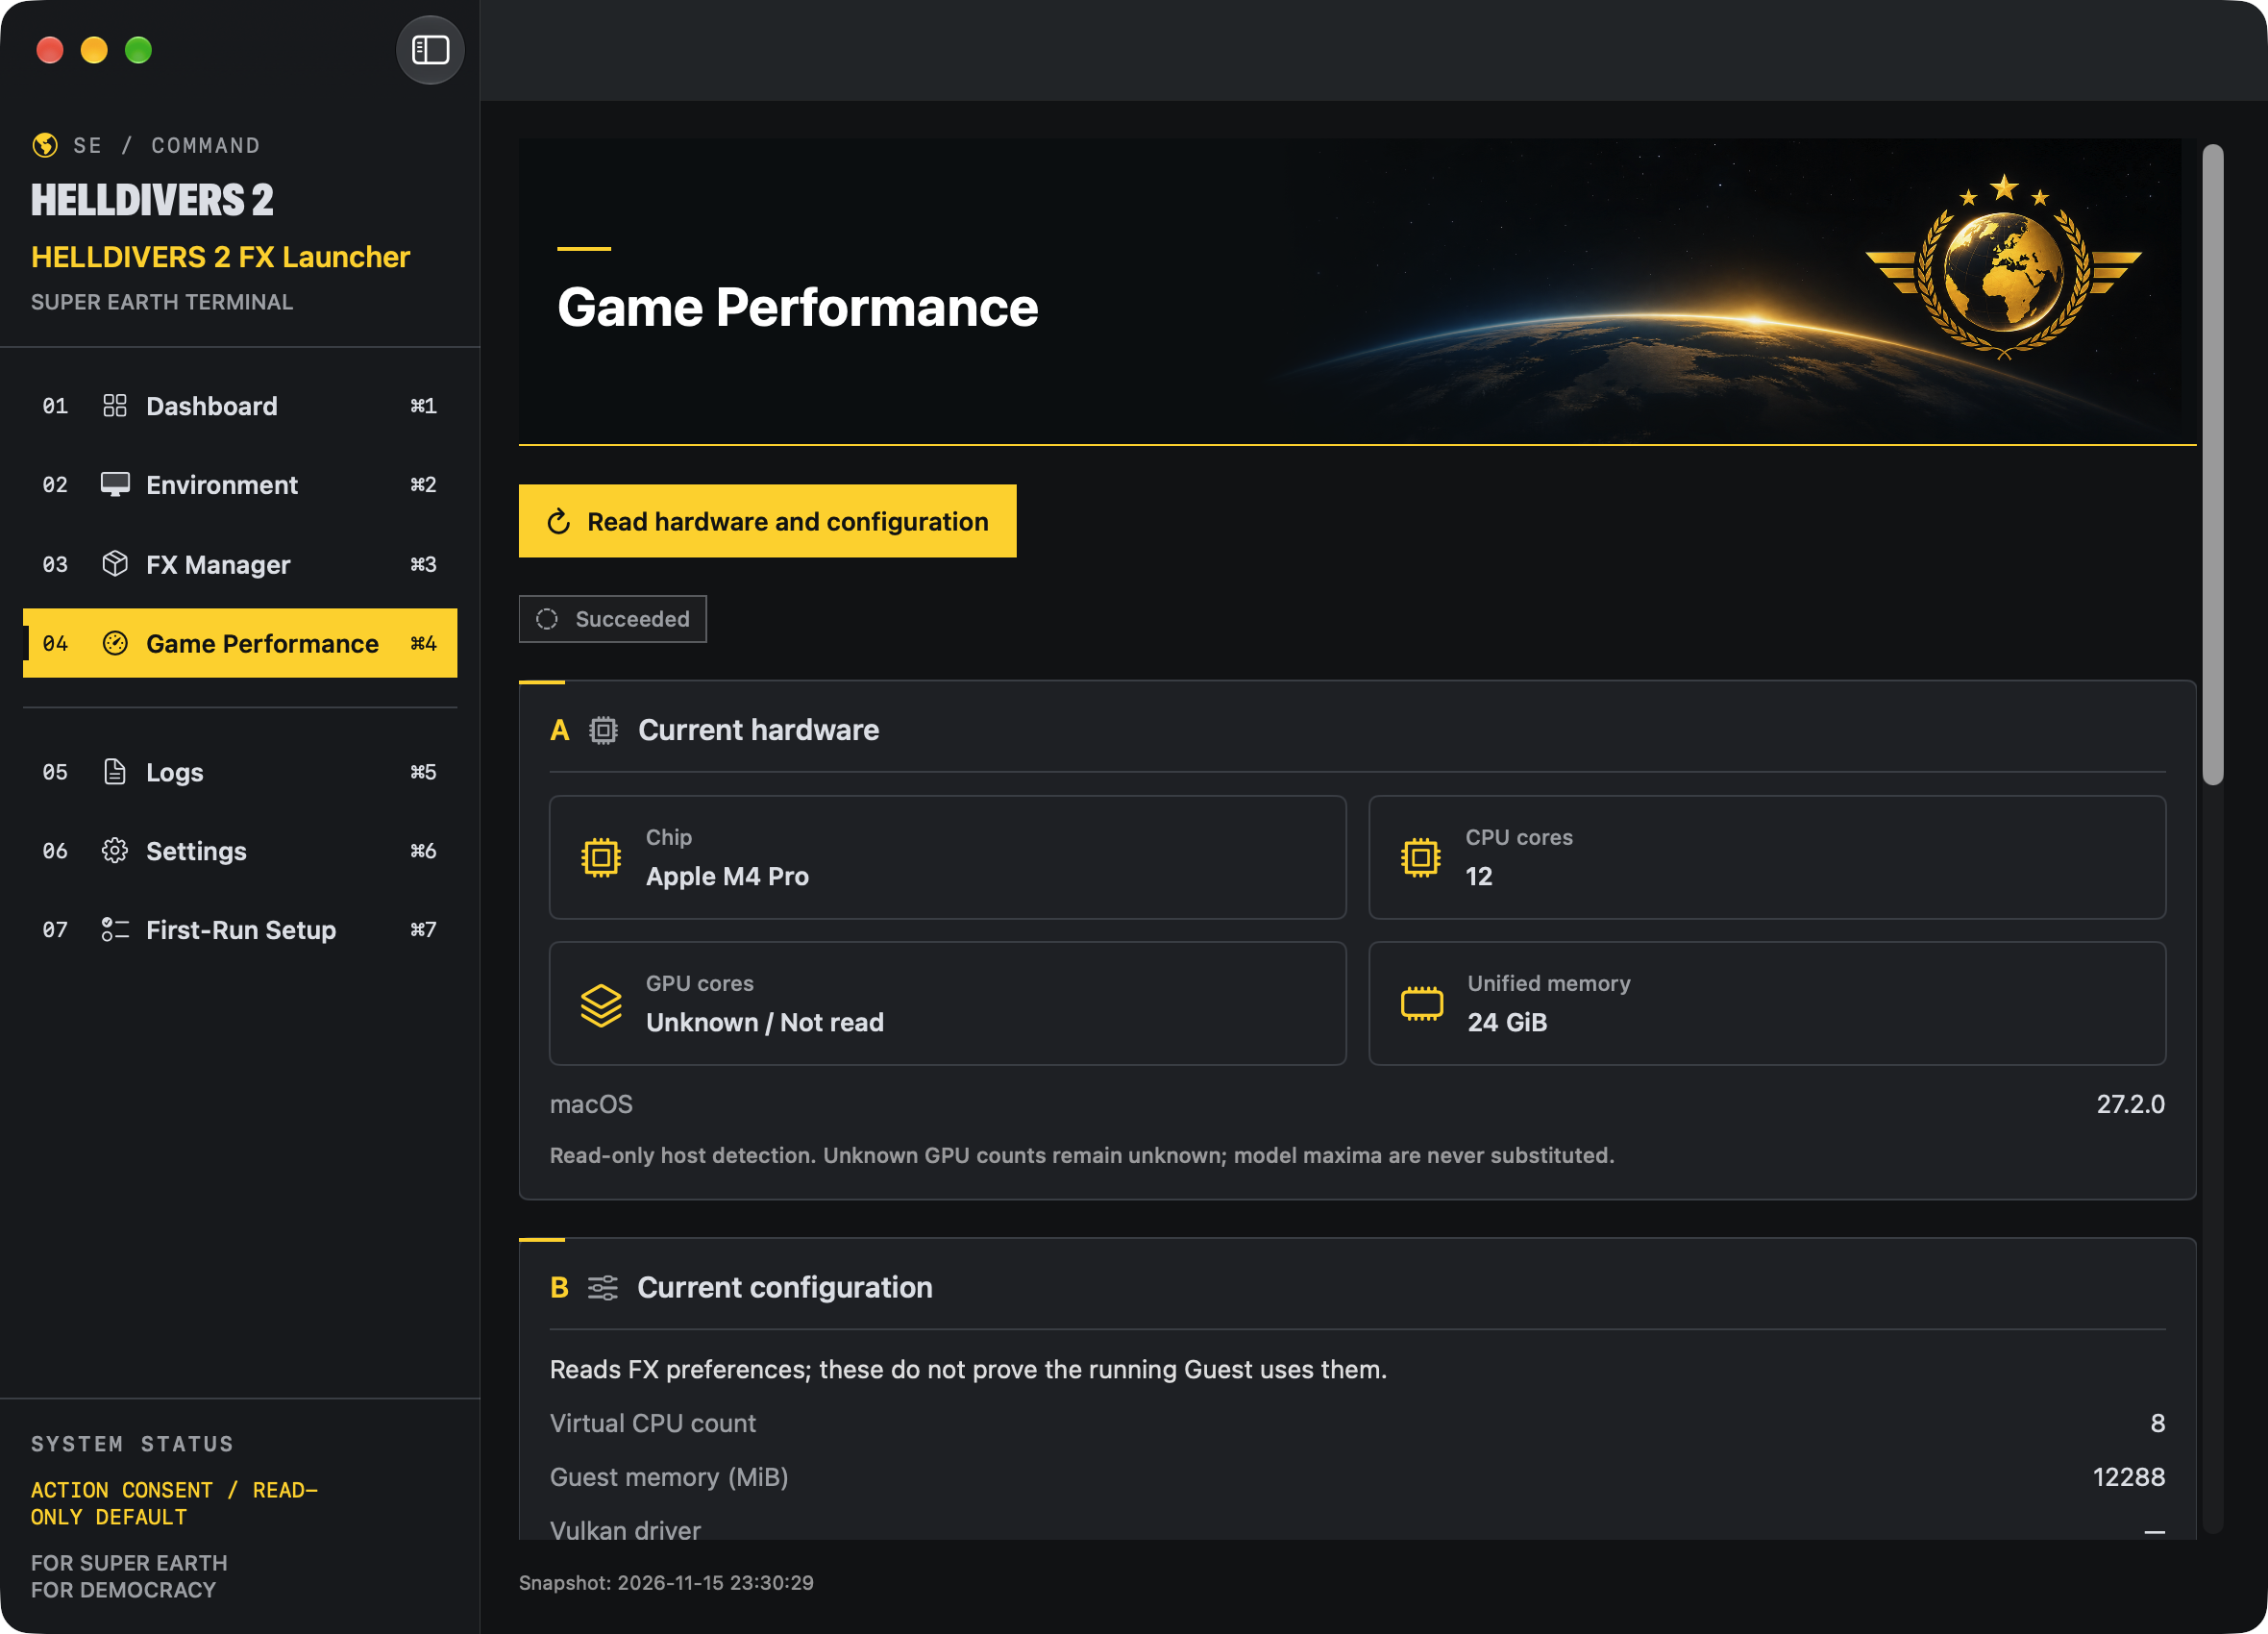 SE / COMMAND
HELLDIVERS 2
HELLDIVERS 2 FX Launcher
SUPER EARTH TERMINAL
01 Dashboard ⌘1
02 Environment ⌘2
03 FX Manager ⌘3
04 Game Performance ⌘4
05 Logs ⌘5
06 Settings ⌘6
07 First-Run Setup ⌘7
SYSTEM STATUS
ACTION CONSENT / READ-
ONLY DEFAULT
FOR SUPER EARTH
FOR DEMOCRACY
Game Performance
Read hardware and configuration
Succeeded
A Current hardware
Chip
Apple M4 Pro
CPU cores
12
GPU cores
Unknown / Not read
Unified memory
24 GiB
macOS 27.2.0
Read-only host detection. Unknown GPU counts remain unknown; model maxima are never substituted.
B Current configuration
Reads FX preferences; these do not prove the running Guest uses them.
Virtual CPU count 8
Guest memory (MiB) 12288
Vulkan driver —
Snapshot: 2026-11-15 23:30:29